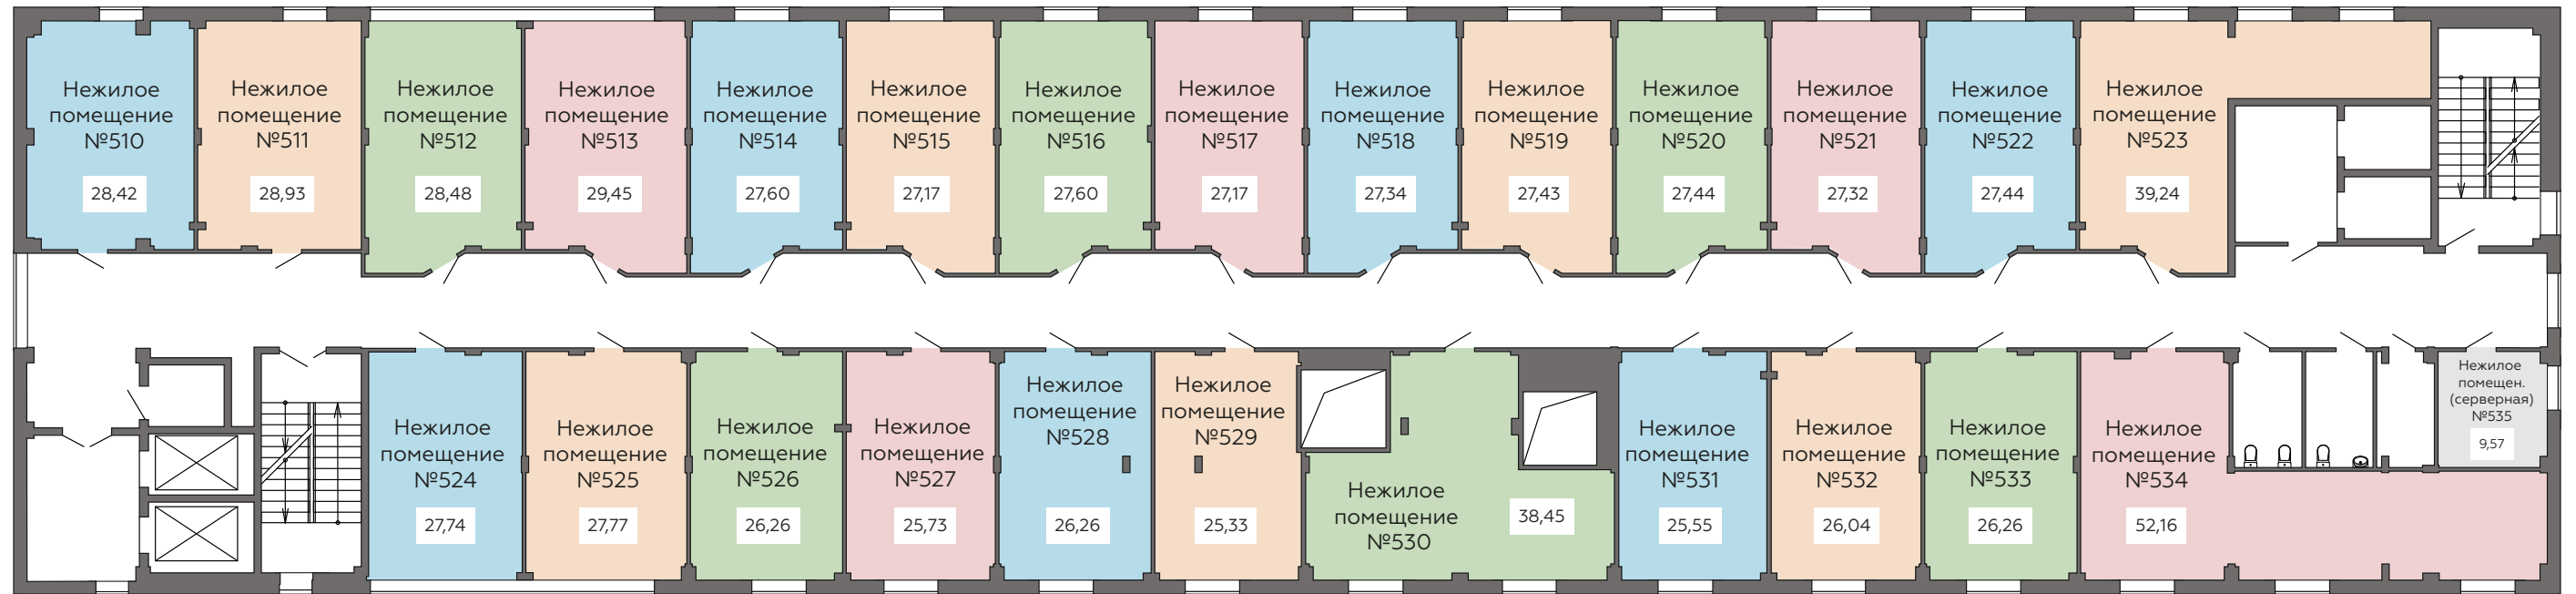 Нежилое
помещение
№510
28,42
Нежилое
помещение
№511
28,93
Нежилое
помещение
№512
28,48
Нежилое
помещение
№513
29,45
Нежилое
помещение
№514
27,60
Нежилое
помещение
№515
27,17
Нежилое
помещение
№516
27,60
Нежилое
помещение
№517
27,17
Нежилое
помещение
№518
27,34
Нежилое
помещение
№519
27,43
Нежилое
помещение
№520
27,44
Нежилое
помещение
№521
27,32
Нежилое
помещение
№522
27,44
Нежилое
помещение
№523
39,24
Нежилое
помещение
№524
27,74
Нежилое
помещение
№525
27,77
Нежилое
помещение
№526
26,26
Нежилое
помещение
№527
25,73
Нежилое
помещение
№528
26,26
Нежилое
помещение
№529
25,33
Нежилое
помещение
№530
38,45
Нежилое
помещение
№531
25,55
Нежилое
помещение
№532
26,04
Нежилое
помещение
№533
26,26
Нежилое
помещение
№534
52,16
Нежилое
помещен.
(серверная)
№535
9,57